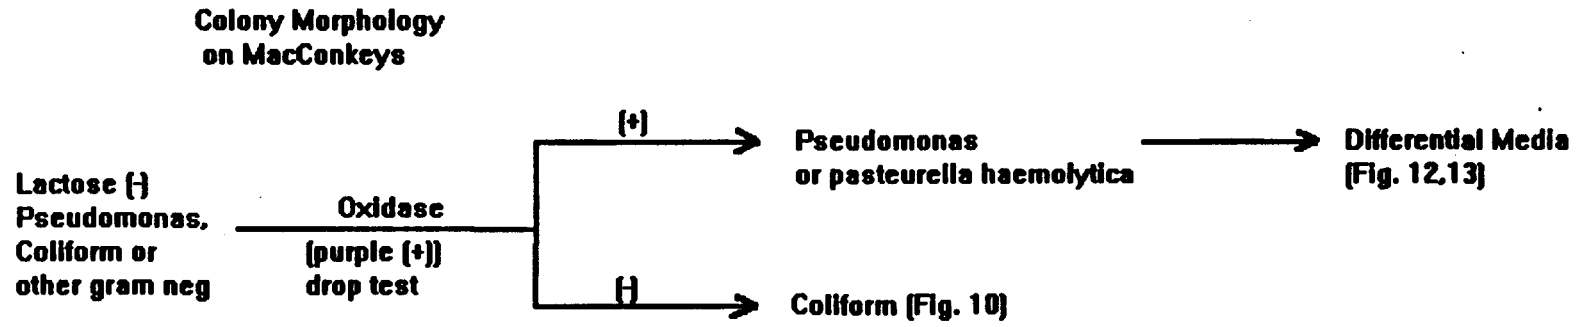 Colony Morphology
on MacConkeys
Lactose (-)
Pseudomonas,
Coliform or
other gram neg
Oxidase
(purple (+))
drop test
(+)
Pseudomonas
or pasteurella haemolytica
Differential Media
(Fig. 12,13)
(-)
Coliform (Fig. 10)